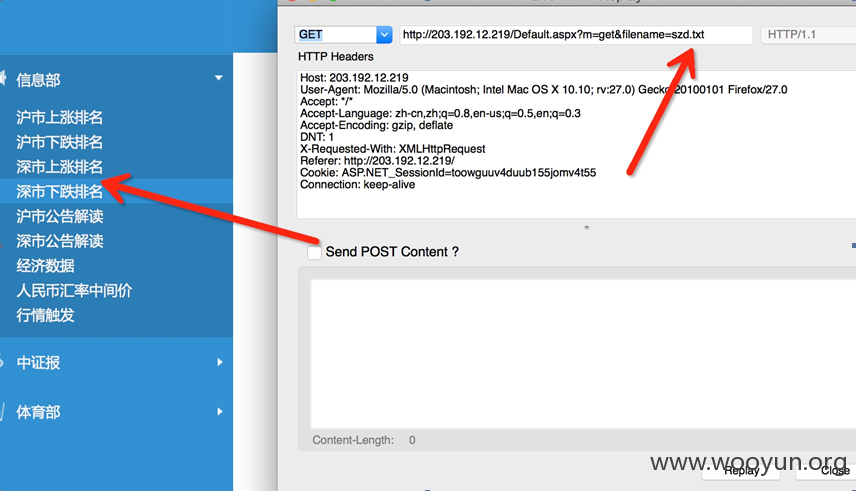 信息部
沪市上涨排名
沪市下跌排名
深市上涨排名
深市下跌排名
沪市公告解读
深市公告解读
经济数据
人民币汇率中间价
行情触发
中证报
体育部
Replay
GET
http://203.192.12.219/Default.aspx?m=get&filename=szd.txt
HTTP/1.1
HTTP Headers
Host: 203.192.12.219
User-Agent: Mozilla/5.0 (Macintosh; Intel Mac OS X 10.10; rv:27.0) Gecko/20100101 Firefox/27.0
Accept: */*
Accept-Language: zh-cn,zh;q=0.8,en-us;q=0.5,en;q=0.3
Accept-Encoding: gzip, deflate
DNT: 1
X-Requested-With: XMLHttpRequest
Referer: http://203.192.12.219/
Cookie: ASP.NET_SessionId=toowguuv4duub155jomv4t55
Connection: keep-alive
Send POST Content ?
Content-Length: 0
www.wooyun.org
Replay
Close